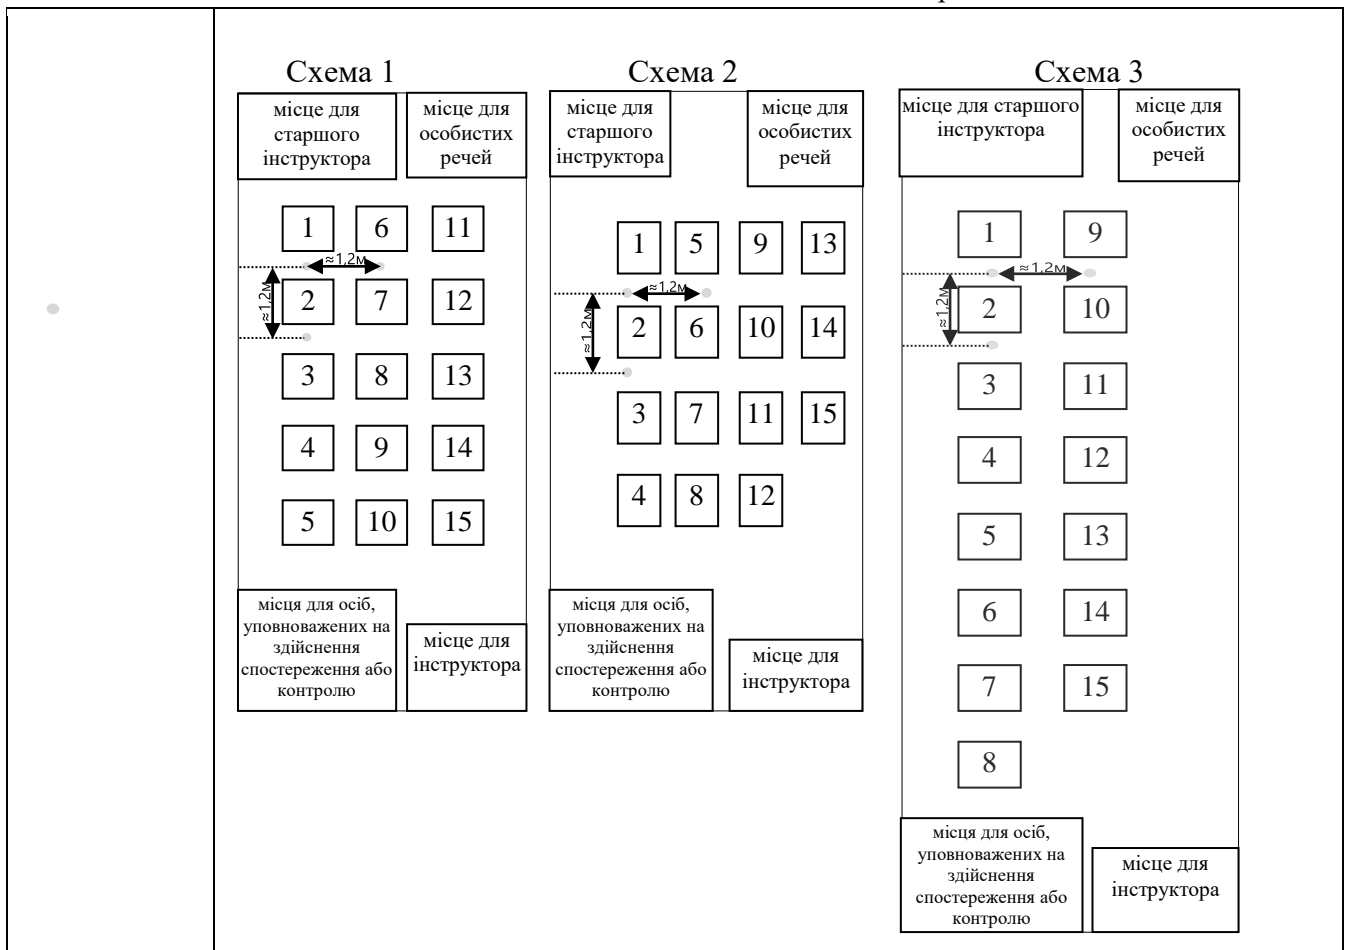 Схема 1
місце для
старшого
інструктора
місце для
особистих
речей
1 6 11
≈1,2м
≈1,2м
2 7 12
3 8 13
4 9 14
5 10 15
місця для осіб,
уповноважених на
здійснення
спостереження або
контролю
місце для
інструктора
Схема 2
місце для
старшого
інструктора
місце для
особистих
речей
1 5 9 13
≈1,2м
≈1,2м
2 6 10 14
3 7 11 15
4 8 12
місця для осіб,
уповноважених на
здійснення
спостереження або
контролю
місце для
інструктора
Схема 3
місце для старшого
інструктора
місце для
особистих
речей
1 9
≈1,2м
≈1,2м
2 10
3 11
4 12
5 13
6 14
7 15
8
місця для осіб,
уповноважених на
здійснення
спостереження або
контролю
місце для
інструктора